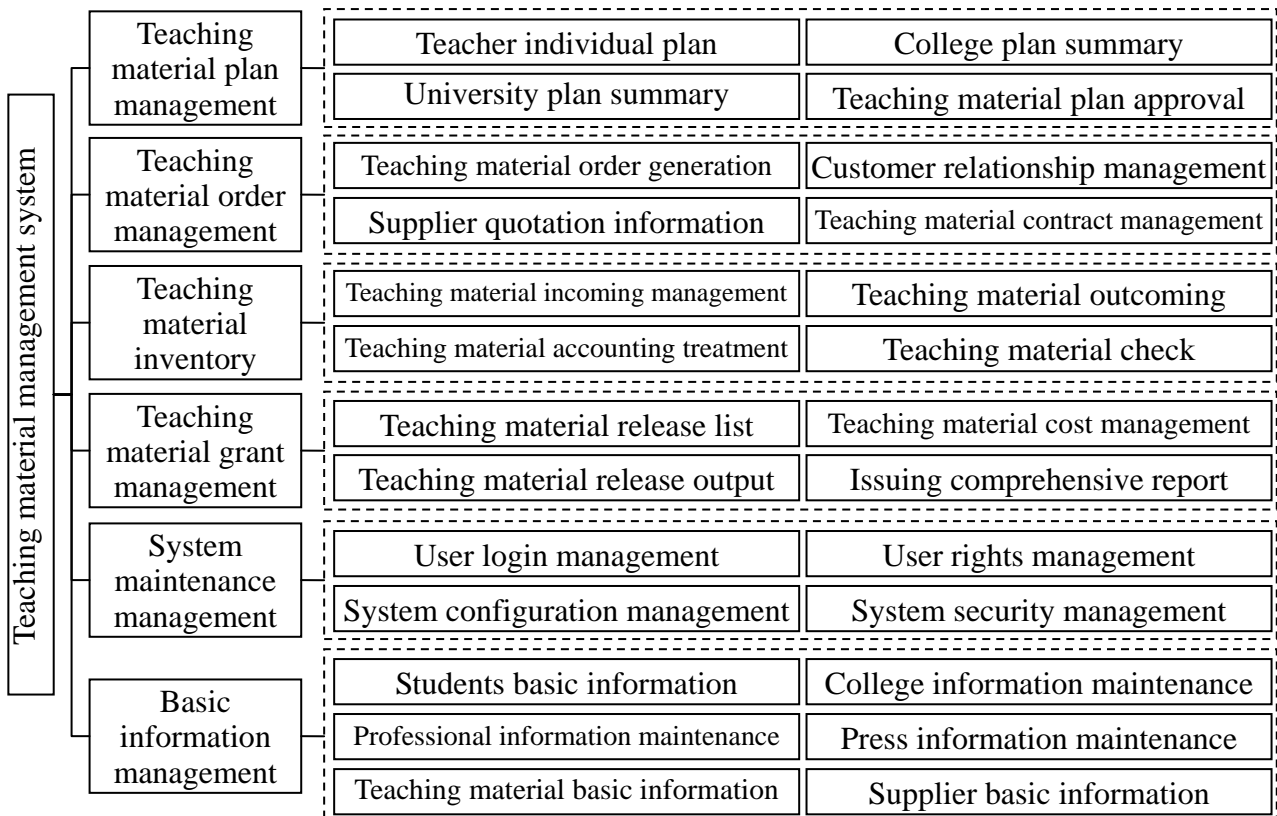 Teaching material management system
Teaching
material plan
management
Teacher individual plan
College plan summary
University plan summary
Teaching material plan approval
Teaching
material order
management
Teaching material order generation
Customer relationship management
Supplier quotation information
Teaching material contract management
Teaching
material
inventory
Teaching material incoming management
Teaching material outcoming
Teaching material accounting treatment
Teaching material check
Teaching
material grant
management
Teaching material release list
Teaching material cost management
Teaching material release output
Issuing comprehensive report
System
maintenance
management
User login management
User rights management
System configuration management
System security management
Basic
information
management
Students basic information
College information maintenance
Professional information maintenance
Press information maintenance
Teaching material basic information
Supplier basic information